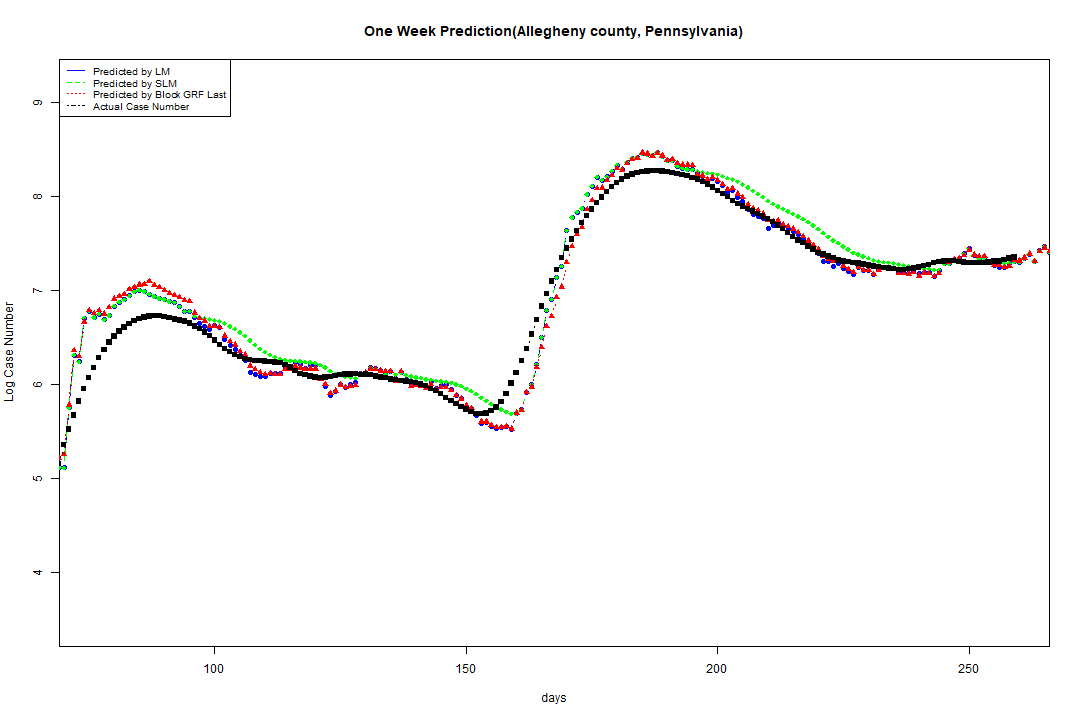 One Week Prediction(Allegheny county, Pennsylvania)
Predicted by LM
Predicted by SLM
Predicted by Block GRF Last
Actual Case Number
9
8
7
6
5
4
Log Case Number
100 150 200 250
days